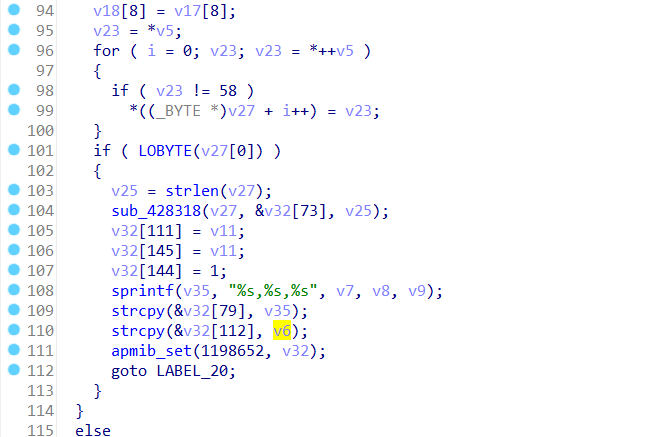 94 v18[8] = v17[8];
95 v23 = *v5;
96 for ( i = 0; v23; v23 = *++v5 )
97 {
98 if ( v23 != 58 )
99 *((_BYTE *)v27 + i++) = v23;
100 }
101 if ( LOBYTE(v27[0]) )
102 {
103 v25 = strlen(v27);
104 sub_428318(v27, &v32[73], v25);
105 v32[111] = v11;
106 v32[145] = v11;
107 v32[144] = 1;
108 sprintf(v35, "%s,%s,%s", v7, v8, v9);
109 strcpy(&v32[79], v35);
110 strcpy(&v32[112], v6);
111 apmib_set(1198652, v32);
112 goto LABEL_20;
113 }
114 }
115 else